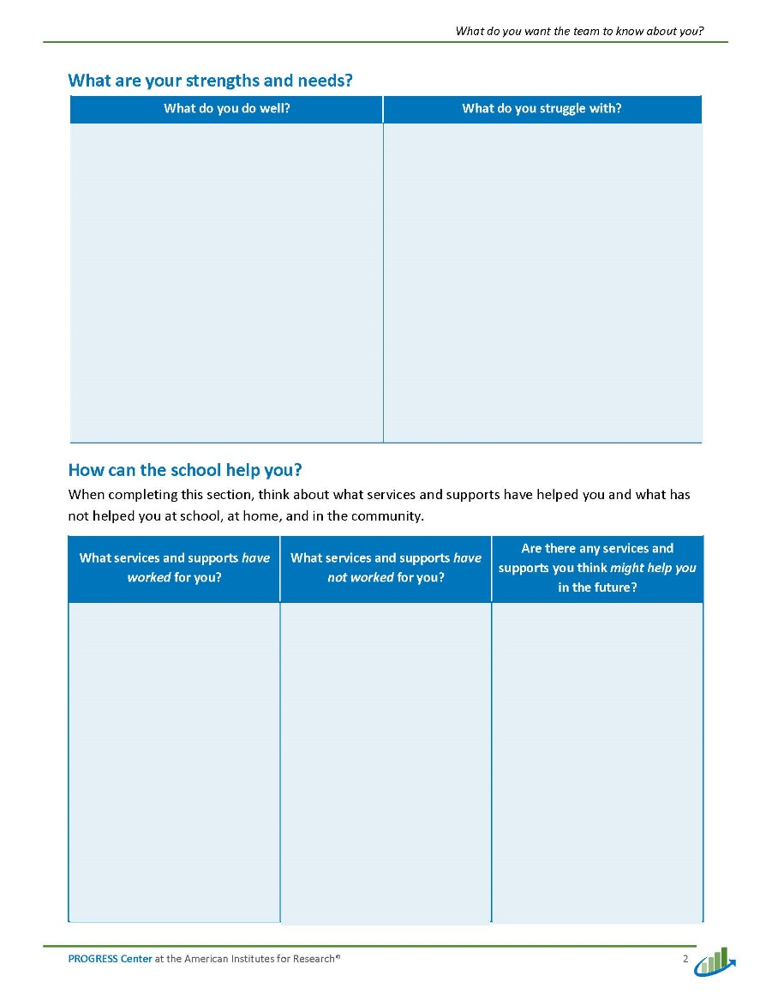 What do you want the team to know about you?
What are your strengths and needs?
What do you do well?
What do you struggle with?
How can the school help you?
When completing this section, think about what services and supports have helped you and what has
not helped you at school, at home, and in the community.
What services and supports have
worked for you?
What services and supports have
not worked for you?
Are there any services and
supports you think might help you
in the future?
PROGRESS Center at the American Institutes for Research®
2